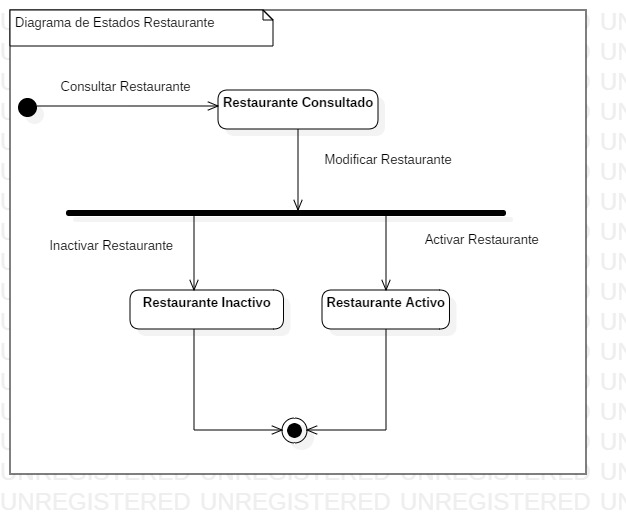 Diagrama de Estados Restaurante
Consultar Restaurante
Restaurante Consultado
Modificar Restaurante
Inactivar Restaurante
Activar Restaurante
Restaurante Inactivo
Restaurante Activo
UNREGISTERED UNREGISTERED UNREGISTERED UN